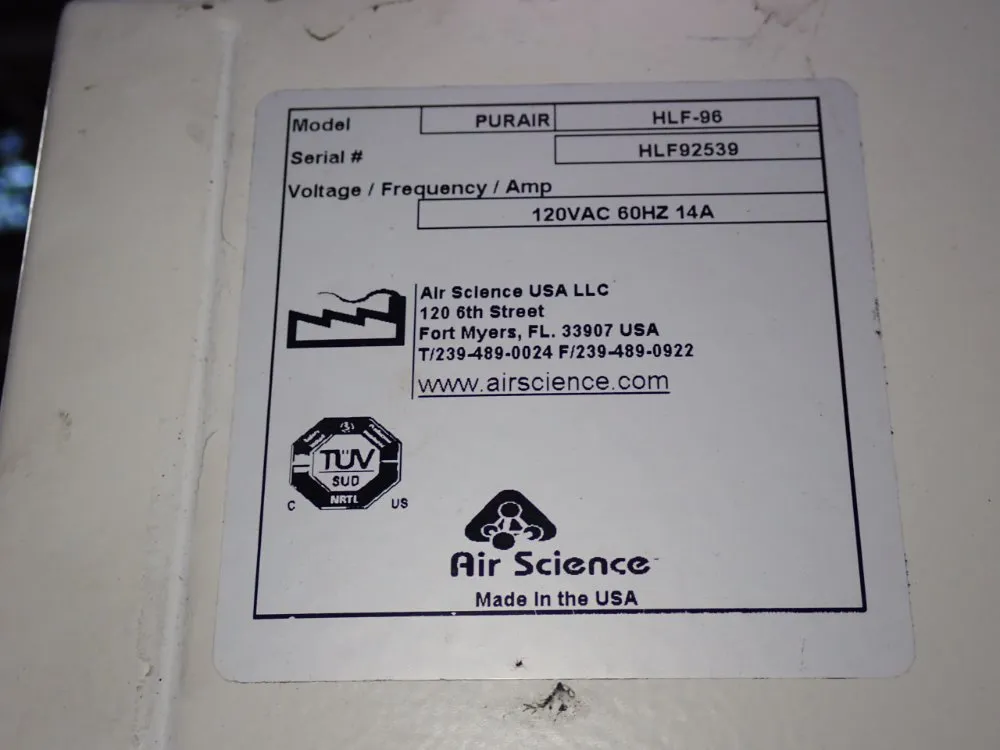 Model PURAIR HLF-96
Serial # HLF92539
Voltage / Frequency / Amp
120VAC 60HZ 14A
Air Science USA LLC
120 6th Street
Fort Myers, FL. 33907 USA
T/239-489-0024 F/239-489-0922
www.airscience.com
TÜV
SUD
NRTL
C US
Air Science
Made In the USA